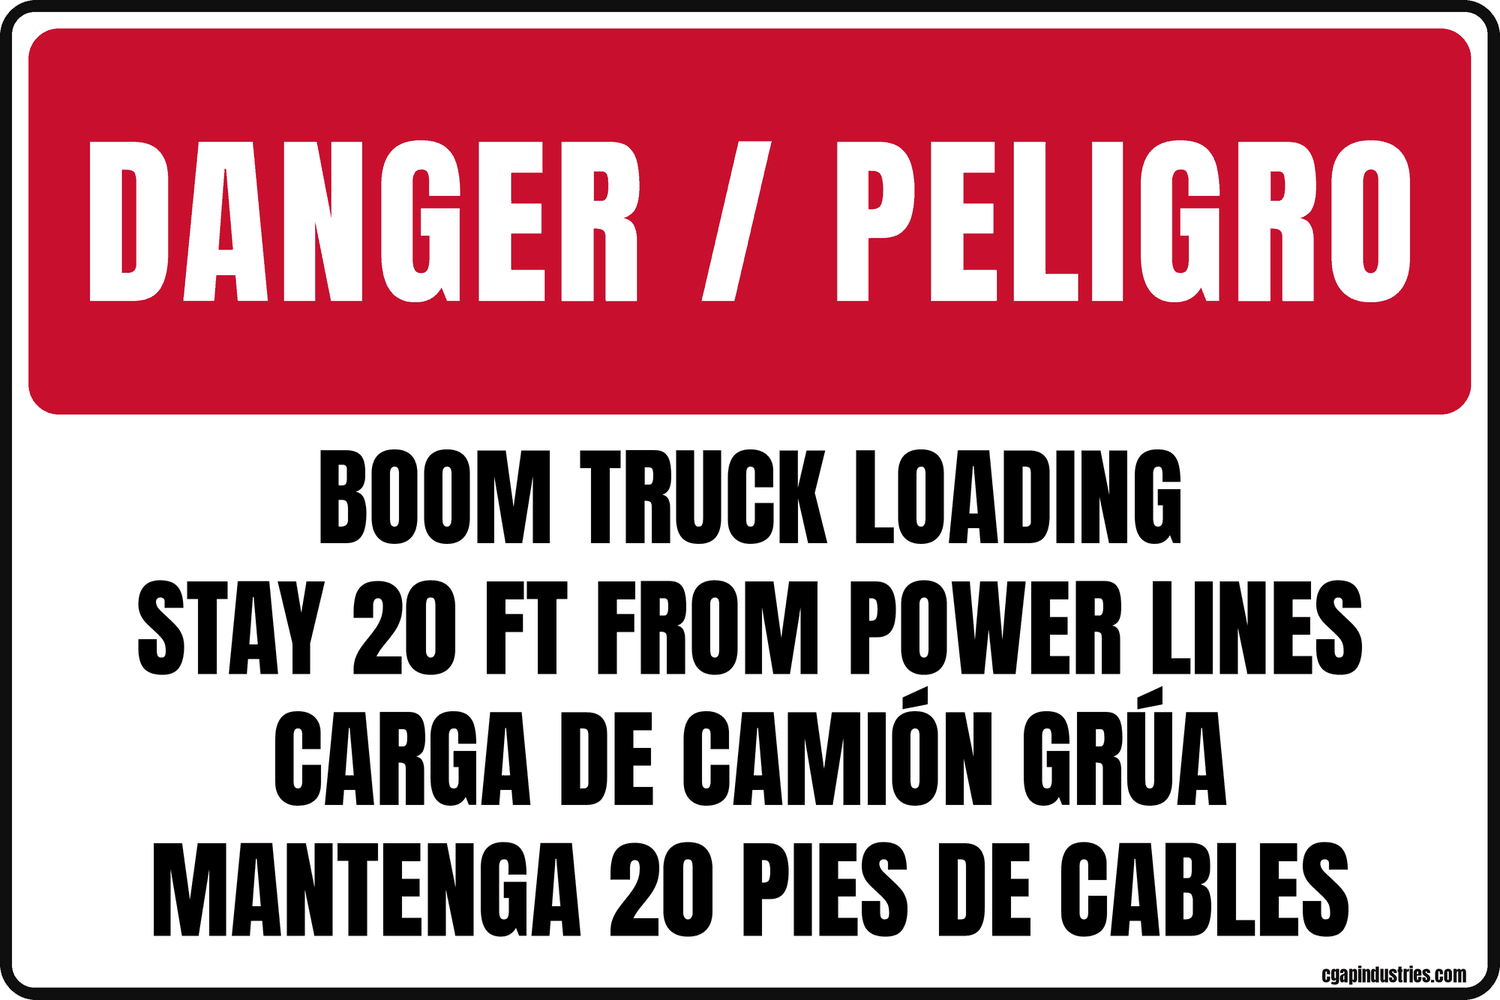 DANGER / PELIGRO
BOOM TRUCK LOADING
STAY 20 FT FROM POWER LINES
CARGA DE CAMIÓN GRÚA
MANTENGA 20 PIES DE CABLES
cgapindustries.com